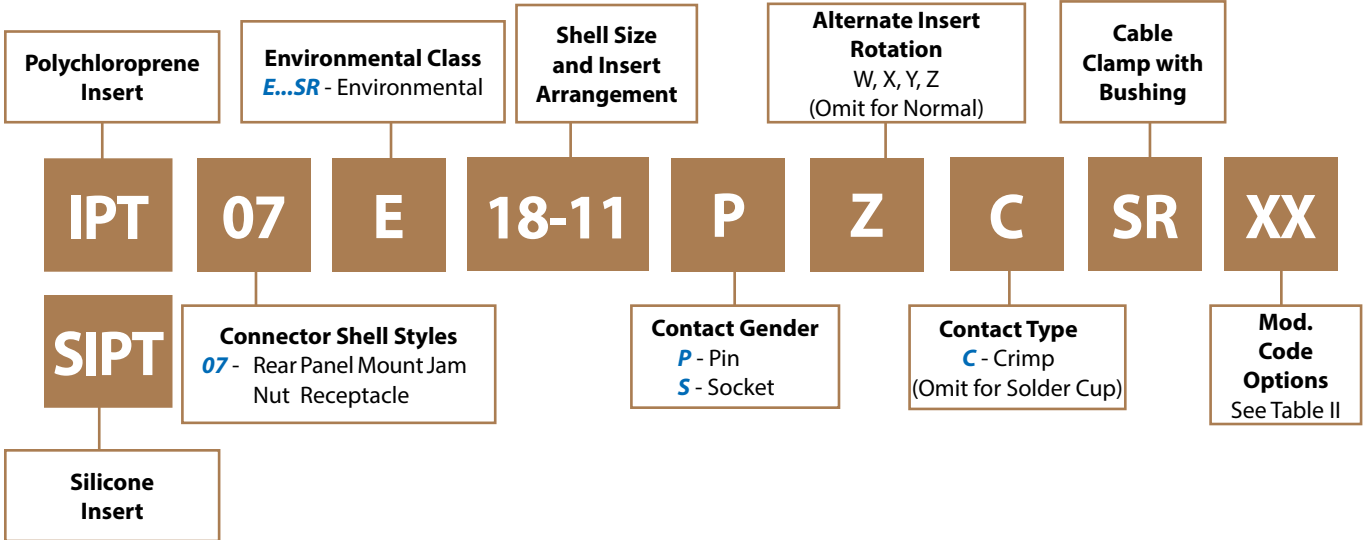 Polychloroprene
Insert
Environmental Class
E...SR - Environmental
Shell Size
and Insert
Arrangement
Alternate Insert
Rotation
W, X, Y, Z
(Omit for Normal)
Cable
Clamp with
Bushing
IPT 07 E 18-11 P Z C SR XX
SIPT
Connector Shell Styles
07 - Rear Panel Mount Jam
Nut Receptacle
Contact Gender
P - Pin
S - Socket
Contact Type
C - Crimp
(Omit for Solder Cup)
Mod.
Code
Options
See Table II
Silicone
Insert